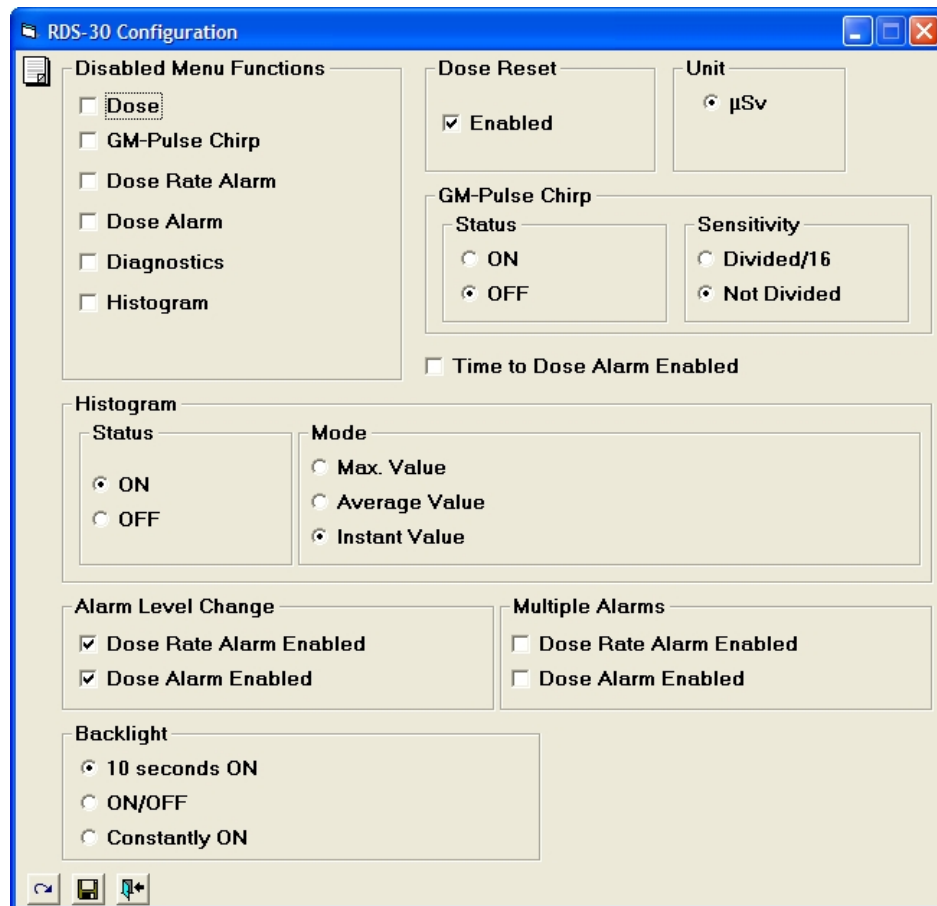 RDS-30 Configuration
Disabled Menu Functions
Dose
GM-Pulse Chirp
Dose Rate Alarm
Dose Alarm
Diagnostics
Histogram
Dose Reset
Enabled
Unit
µSv
GM-Pulse Chirp
Status
ON
OFF
Sensitivity
Divided/16
Not Divided
Time to Dose Alarm Enabled
Histogram
Status
ON
OFF
Mode
Max. Value
Average Value
Instant Value
Alarm Level Change
Dose Rate Alarm Enabled
Dose Alarm Enabled
Multiple Alarms
Dose Rate Alarm Enabled
Dose Alarm Enabled
Backlight
10 seconds ON
ON/OFF
Constantly ON